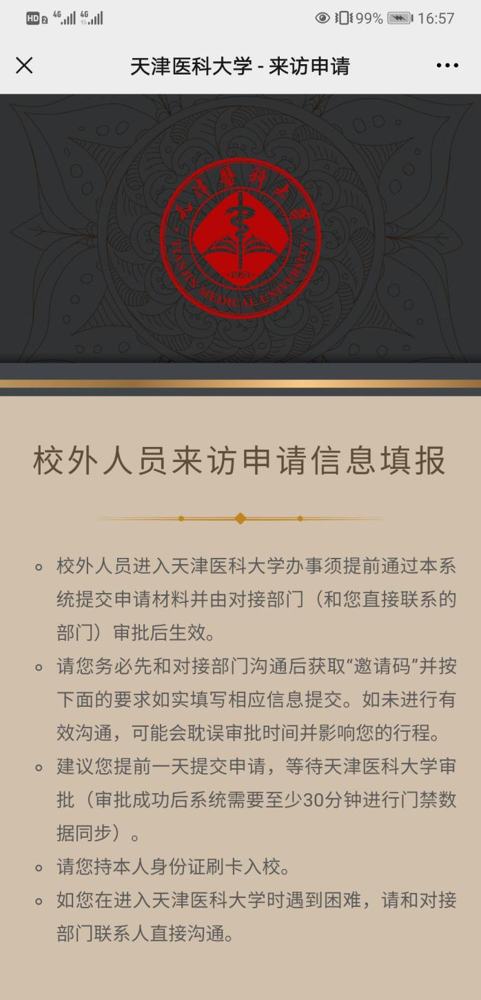 HD 2 4G 4G 99% 16:57
天津医科大学 - 来访申请
天津醫科大學
·1951·
TIANJIN MEDICAL UNIVERSITY
校外人员来访申请信息填报
校外人员进入天津医科大学办事须提前通过本系
统提交申请材料并由对接部门（和您直接联系的
部门）审批后生效。
请您务必先和对接部门沟通后获取“邀请码”并按
下面的要求如实填写相应信息提交。如未进行有
效沟通，可能会耽误审批时间并影响您的行程。
建议您提前一天提交申请，等待天津医科大学审
批（审批成功后系统需要至少30分钟进行门禁数
据同步）。
请您持本人身份证刷卡入校。
如您在进入天津医科大学时遇到困难，请和对接
部门联系人直接沟通。